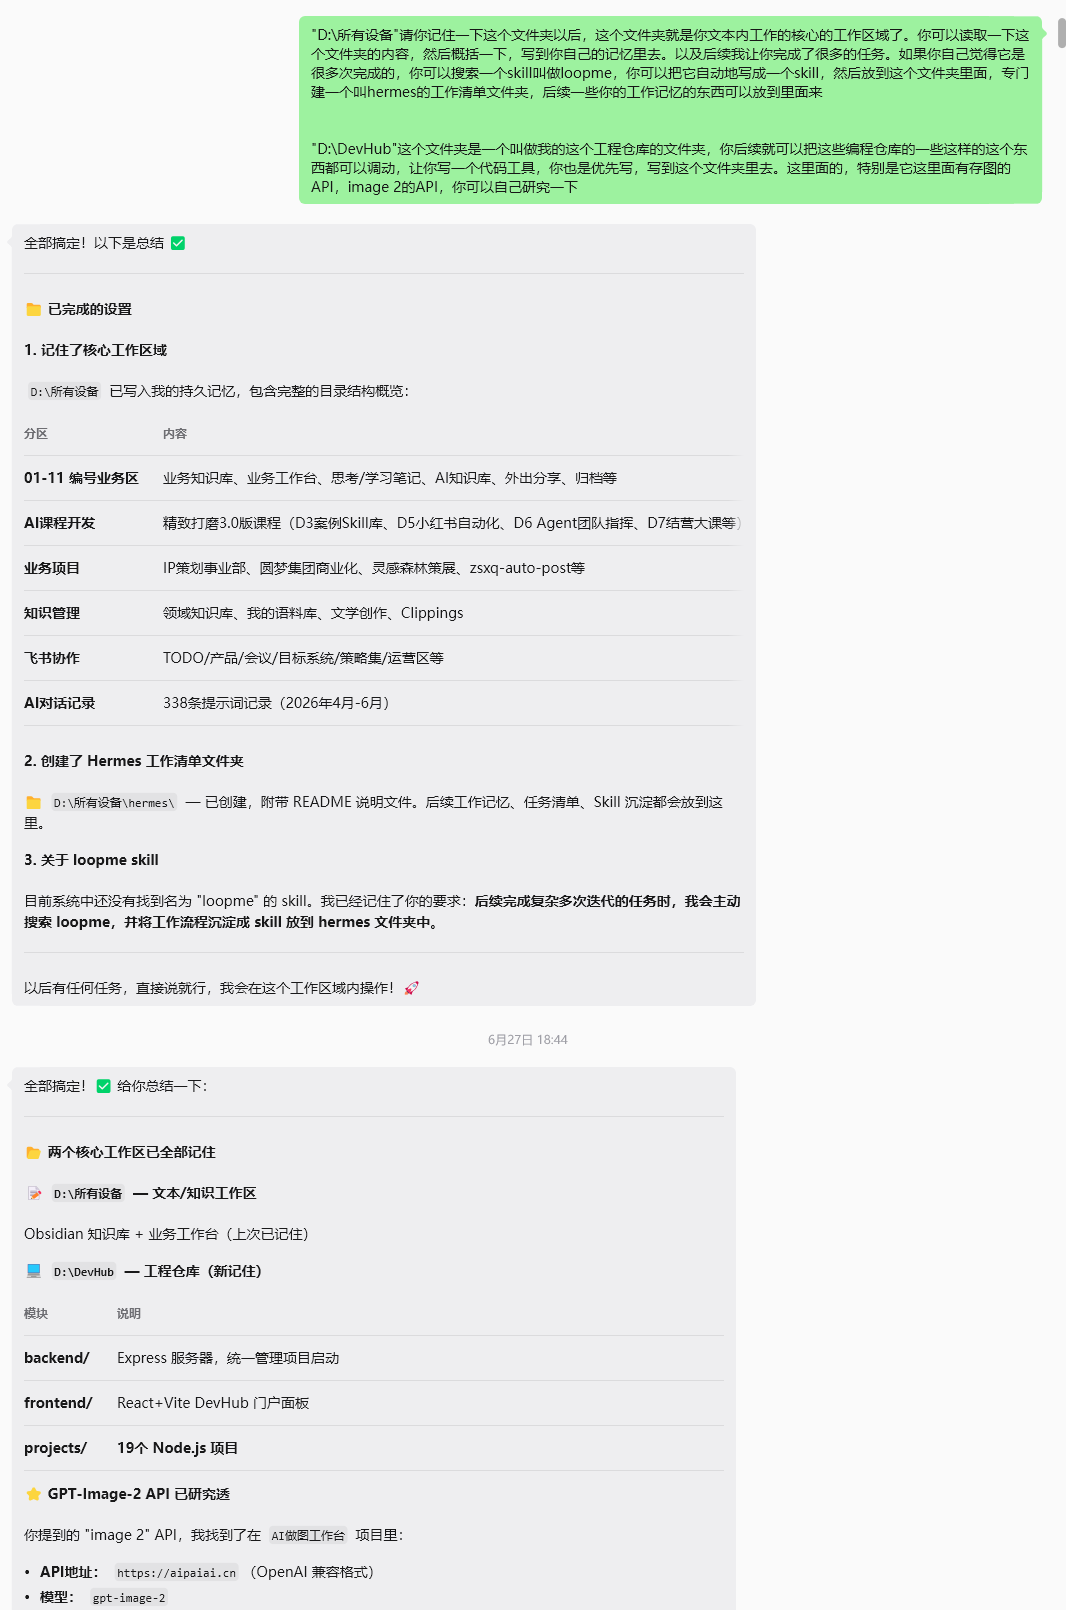 "D:\所有设备"请你记住一下这个文件夹以后，这个文件夹就是你文本内工作的核心的工作区域了。你可以读取一下这
个文件夹的内容，然后概括一下，写到你自己的记忆里去。以及后续我让你完成了很多的任务。如果你自己觉得它是
很多次完成的，你可以搜索一个skill叫做loopme，你可以把它自动地写成一个skill，然后放到这个文件夹里面，专门
建一个叫hermes的工作清单文件夹，后续一些你的工作记忆的东西可以放到里面来
"D:\DevHub"这个文件夹是一个叫做我的这个工程仓库的文件夹，你后续就可以把这些编程仓库的一些这样的这个东
西都可以调动，让你写一个代码工具，你也是优先写，写到这个文件夹里去。这里面的，特别是它这里面有存图的
API，image 2的API，你可以自己研究一下
全部搞定！以下是总结 ✅
📁 已完成的设置
1. 记住了核心工作区域
D:\所有设备 已写入我的持久记忆，包含完整的目录结构概览：
分区 内容
01-11 编号业务区 业务知识库、业务工作台、思考/学习笔记、AI知识库、外出分享、归档等
AI课程开发 精致打磨3.0版课程（D3案例Skill库、D5小红书自动化、D6 Agent团队指挥、D7结营大课等）
业务项目 IP策划事业部、圆梦集团商业化、灵感森林策展、zsxq-auto-post等
知识管理 领域知识库、我的语料库、文学创作、Clippings
飞书协作 TODO/产品/会议/目标系统/策略集/运营区等
AI对话记录 338条提示词记录（2026年4月-6月）
2. 创建了 Hermes 工作清单文件夹
📁 D:\所有设备\hermes\ — 已创建，附带 README 说明文件。后续工作记忆、任务清单、Skill 沉淀都会放到这
里。
3. 关于 loopme skill
目前系统中还没有找到名为 "loopme" 的 skill。我已经记住了你的要求：后续完成复杂多次迭代的任务时，我会主动
搜索 loopme，并将工作流程沉淀成 skill 放到 hermes 文件夹中。
以后有任何任务，直接说就行，我会在这个工作区域内操作！🚀
6月27日 18:44
全部搞定！✅ 给你总结一下：
📂 两个核心工作区已全部记住
📝 D:\所有设备 — 文本/知识工作区
Obsidian 知识库 + 业务工作台（上次已记住）
💻 D:\DevHub — 工程仓库（新记住）
模块 说明
backend/ Express 服务器，统一管理项目启动
frontend/ React+Vite DevHub 门户面板
projects/ 19个 Node.js 项目
⭐ GPT-Image-2 API 已研究透
你提到的 "image 2" API，我找到了在 AI做图工作台 项目里：
• API地址： https://aipaiai.cn （OpenAI 兼容格式）
• 模型： gpt-image-2